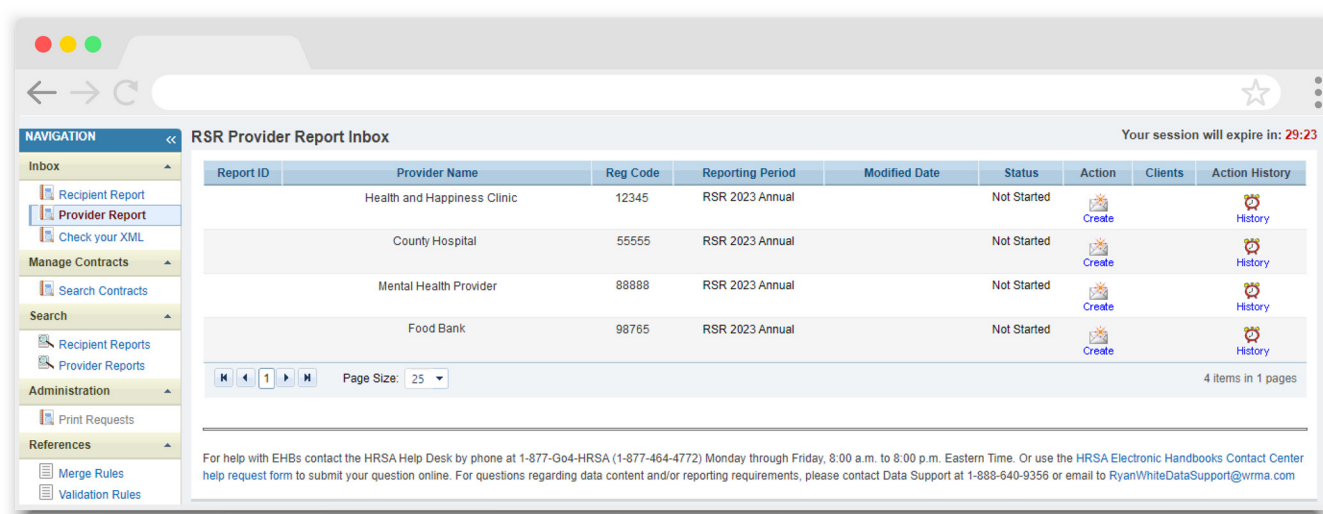 NAVIGATION «
Inbox
Recipient Report
Provider Report
Check your XML
Manage Contracts
Search Contracts
Search
Recipient Reports
Provider Reports
Administration
Print Requests
References
Merge Rules
Validation Rules
RSR Provider Report Inbox
Your session will expire in: 29:23
Report ID Provider Name Reg Code Reporting Period Modified Date Status Action Clients Action History
Health and Happiness Clinic 12345 RSR 2023 Annual Not Started Create History
County Hospital 55555 RSR 2023 Annual Not Started Create History
Mental Health Provider 88888 RSR 2023 Annual Not Started Create History
Food Bank 98765 RSR 2023 Annual Not Started Create History
1 Page Size: 25 4 items in 1 pages
For help with EHBs contact the HRSA Help Desk by phone at 1-877-Go4-HRSA (1-877-464-4772) Monday through Friday, 8:00 a.m. to 8:00 p.m. Eastern Time. Or use the HRSA Electronic Handbooks Contact Center
help request form to submit your question online. For questions regarding data content and/or reporting requirements, please contact Data Support at 1-888-640-9356 or email to RyanWhiteDataSupport@wrma.com